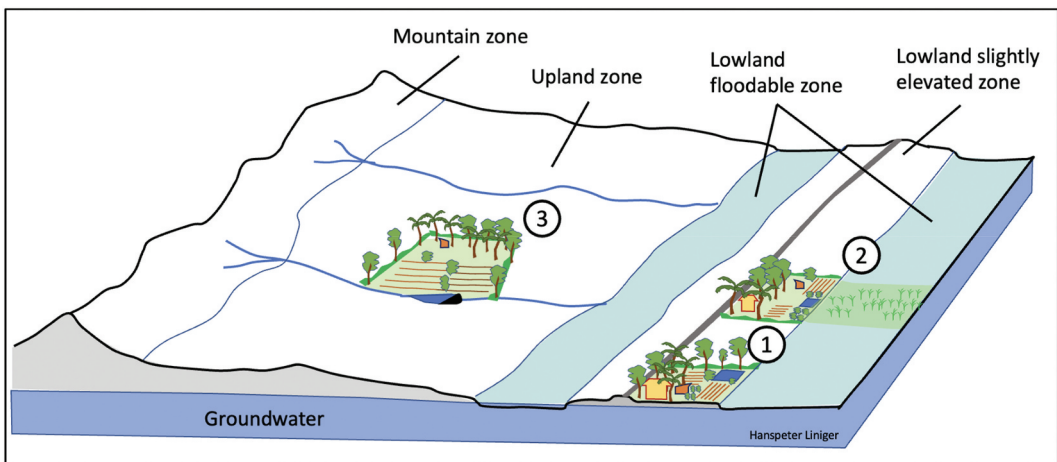 Mountain zone
Upland zone
Lowland
floodable zone
Lowland slightly
elevated zone
3
2
1
Groundwater
Hanspeter Liniger